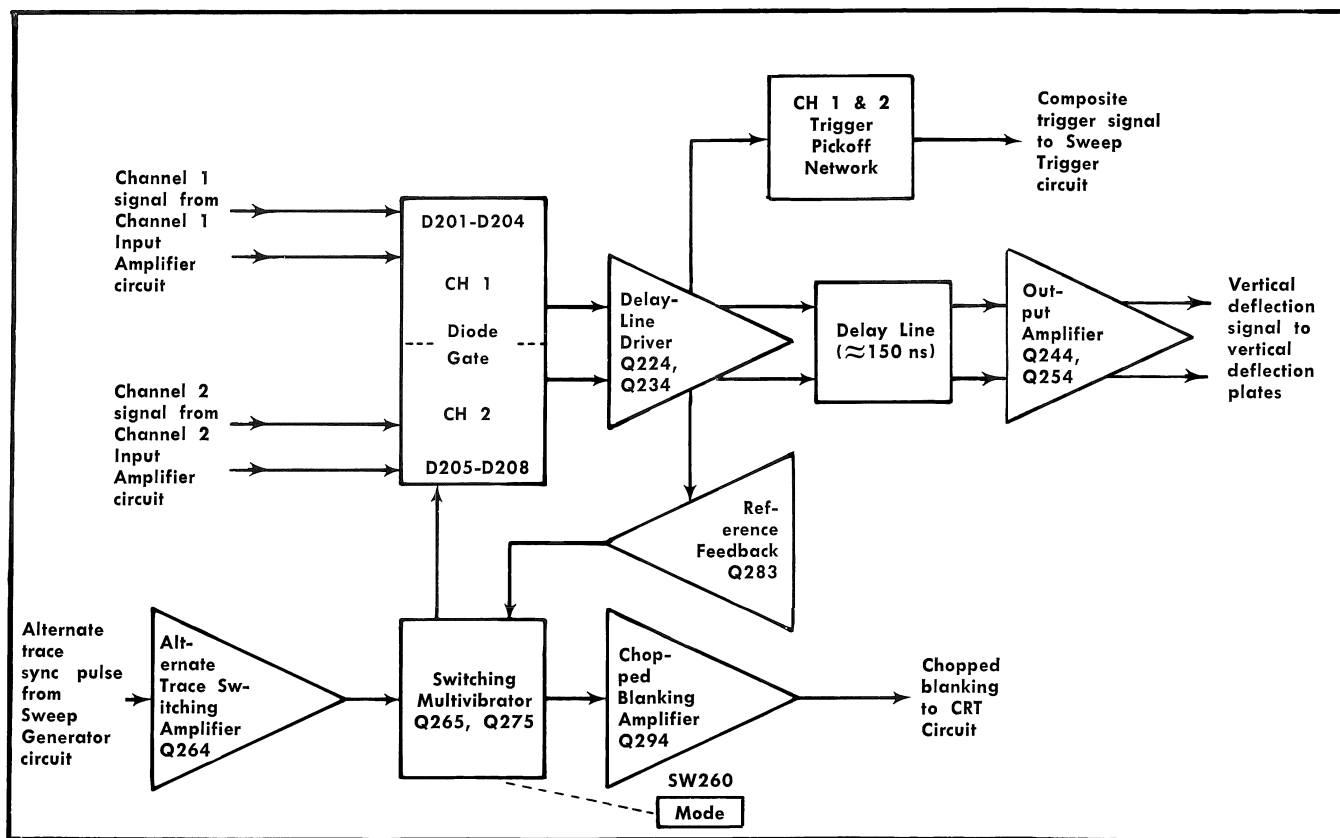 CH 1 & 2
Trigger
Pickoff
Network
Composite
trigger signal
to Sweep
Trigger
circuit
Channel 1
signal from
Channel 1
Input
Amplifier
circuit
D201-D204
CH 1
Diode
Gate
CH 2
D205-D208
Channel 2
signal from
Channel 2
Input
Amplifier
circuit
Delay-
Line
Driver
Q224,
Q234
Delay Line
(≈150 ns)
Out-
put
Amplifier
Q244,
Q254
Vertical
deflection
signal to
vertical
deflection
plates
Ref-
erence
Feedback
Q283
Alternate
trace
sync pulse
from
Sweep
Generator
circuit
Alt-
ernate
Trace Sw-
itching
Amplifier
Q264
Switching
Multivibrator
Q265, Q275
Chop-
ped
Blanking
Amplifier
Q294
Chopped
blanking
to CRT
Circuit
SW260
Mode